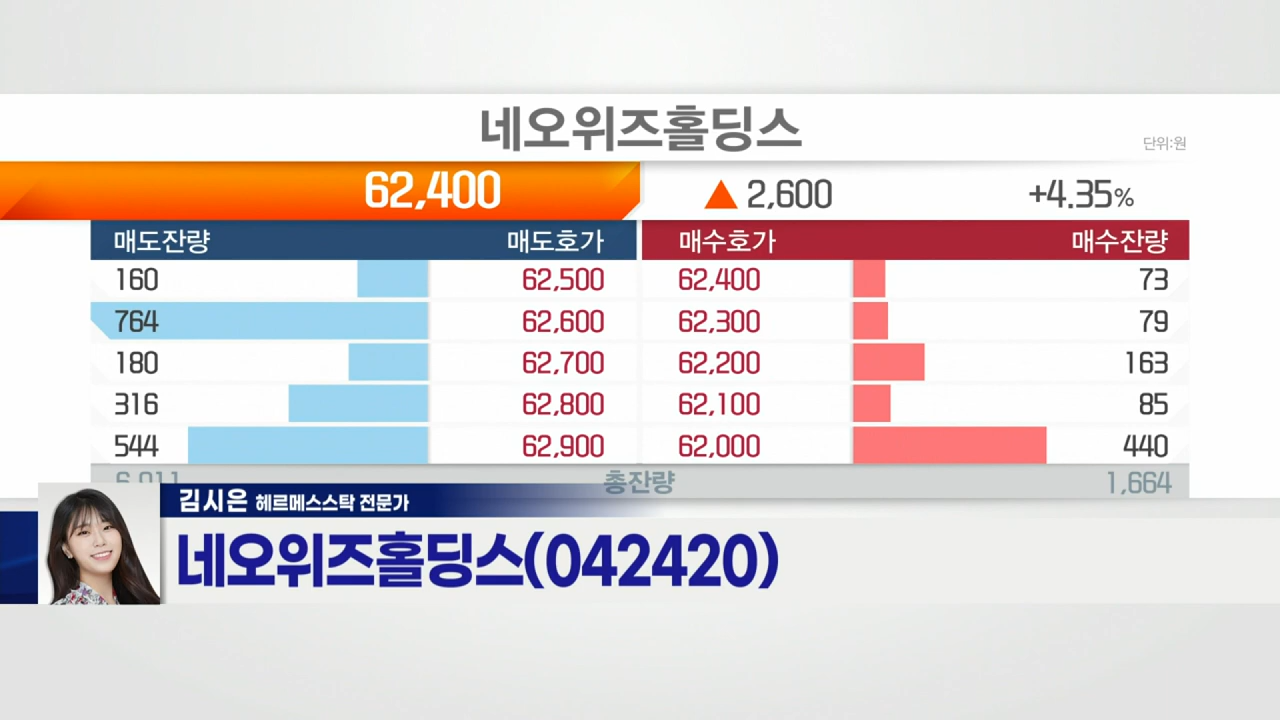 네오위즈홀딩스
단위:원
62,400 ▲ 2,600 +4.35%
매도잔량 매도호가 매수호가 매수잔량
160 62,500 62,400 73
764 62,600 62,300 79
180 62,700 62,200 163
316 62,800 62,100 85
544 62,900 62,000 440
6,011 총잔량 1,664
김시은 헤르메스스탁 전문가
네오위즈홀딩스(042420)